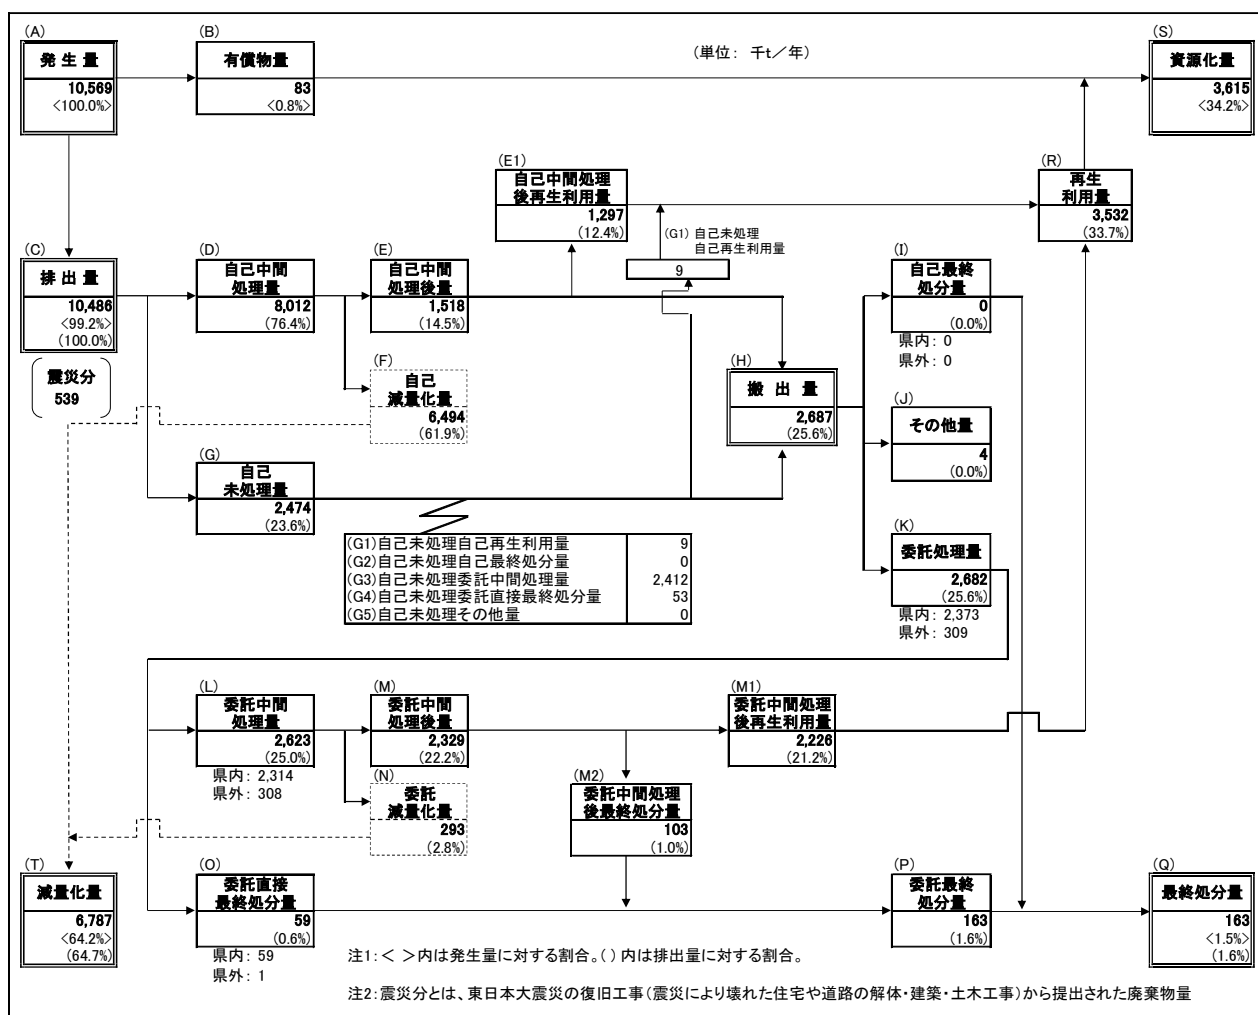 (A)
発 生 量
10,569
<100.0%>
(B)
有償物量
83
<0.8%>
(単位: 千t/年)
(S)
資源化量
3,615
<34.2%>
(E1)
自己中間処理
後再生利用量
1,297
(12.4%)
(G1) 自己未処理
自己再生利用量
9
(R)
再生
利用量
3,532
(33.7%)
(C)
排 出 量
10,486
<99.2%>
(100.0%)
震災分
539
(D)
自己中間
処理量
8,012
(76.4%)
(E)
自己中間
処理後量
1,518
(14.5%)
(F)
自己
減量化量
6,494
(61.9%)
(G)
自己
未処理量
2,474
(23.6%)
(G1)自己未処理自己再生利用量 9
(G2)自己未処理自己最終処分量 0
(G3)自己未処理委託中間処理量 2,412
(G4)自己未処理委託直接最終処分量 53
(G5)自己未処理その他量 0
(H)
搬 出 量
2,687
(25.6%)
(I)
自己最終
処分量
0
(0.0%)
県内: 0
県外: 0
(J)
その他量
4
(0.0%)
(K)
委託処理量
2,682
(25.6%)
県内: 2,373
県外: 309
(L)
委託中間
処理量
2,623
(25.0%)
県内: 2,314
県外: 308
(M)
委託中間
処理後量
2,329
(22.2%)
(N)
委託
減量化量
293
(2.8%)
(M1)
委託中間処理
後再生利用量
2,226
(21.2%)
(M2)
委託中間処理
後最終処分量
103
(1.0%)
(T)
減量化量
6,787
<64.2%>
(64.7%)
(O)
委託直接
最終処分量
59
(0.6%)
県内: 59
県外: 1
(P)
委託最終
処分量
163
(1.6%)
(Q)
最終処分量
163
<1.5%>
(1.6%)
注1:< >内は発生量に対する割合。( )内は排出量に対する割合。
注2:震災分とは、東日本大震災の復旧工事(震災により壊れた住宅や道路の解体・建築・土木工事)から提出された廃棄物量